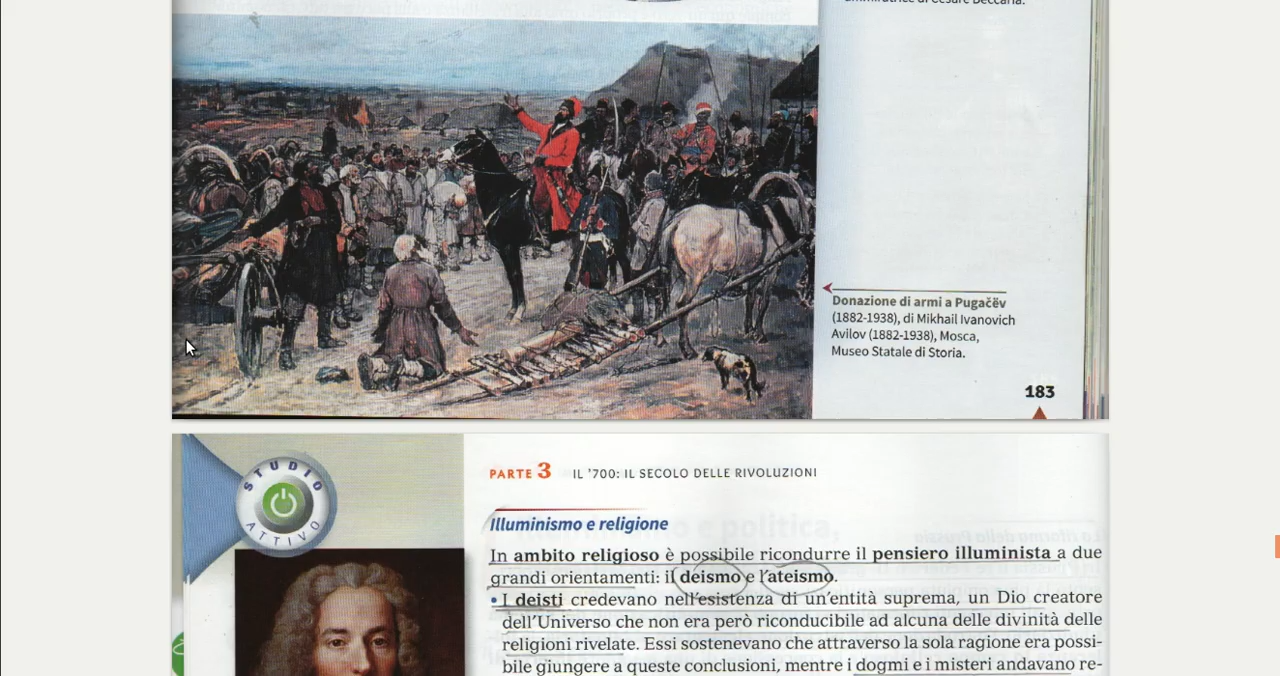 Donazione di armi a Pugačëv
(1882-1938), di Mikhail Ivanovich
Avilov (1882-1938), Mosca,
Museo Statale di Storia.
183
STUDIO
ATTIVO
PARTE 3 IL '700: IL SECOLO DELLE RIVOLUZIONI
Illuminismo e religione
In ambito religioso è possibile ricondurre il pensiero illuminista a due
grandi orientamenti: il deismo e l'ateismo.
• I deisti credevano nell'esistenza di un'entità suprema, un Dio creatore
dell'Universo che non era però riconducibile ad alcuna delle divinità delle
religioni rivelate. Essi sostenevano che attraverso la sola ragione era possi-
bile giungere a queste conclusioni, mentre i dogmi e i misteri andavano re-